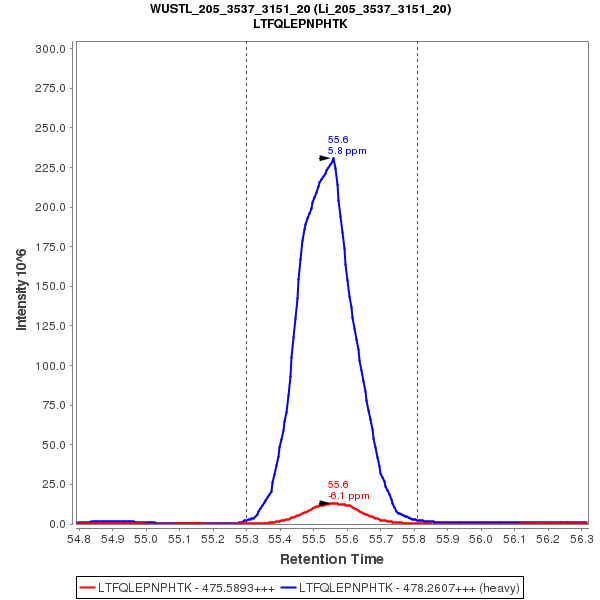 WUSTL_205_3537_3151_20 (Li_205_3537_3151_20)
LTFQLEPNPHTK
300.0
275.0
250.0
225.0
200.0
175.0
150.0
125.0
100.0
75.0
50.0
25.0
0.0
Intensity 10^6
55.6
5.8 ppm
55.6
-6.1 ppm
54.8 54.9 55.0 55.1 55.2 55.3 55.4 55.5 55.6 55.7 55.8 55.9 56.0 56.1 56.2 56.3
Retention Time
LTFQLEPNPHTK - 475.5893+++ LTFQLEPNPHTK - 478.2607+++ (heavy)